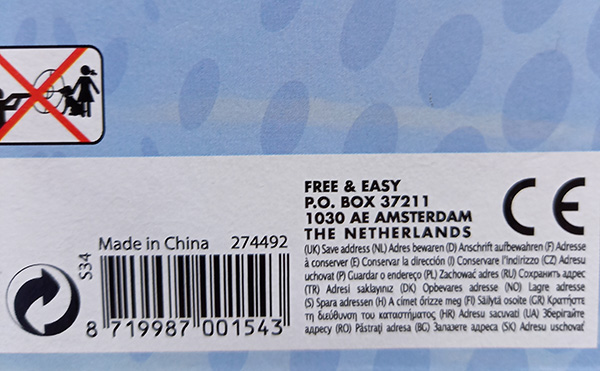 FREE & EASY
P.O. BOX 37211
1030 AE AMSTERDAM
THE NETHERLANDS
CE
Made in China 274492
S34
8 719987 001543
(UK) Save address (NL) Adres bewaren (D) Anschrift aufbewahren (F) Adresse
à conserver (E) Conservar la dirección (I) Conservare l'indirizzo (CZ) Adresu
uchovat (P) Guardar o endereço (PL) Zachować adres (RU) Сохранить адрес
(TR) Adresi saklayınız (DK) Opbevares adresse (NO) Lagre adresse
(S) Spara adressen (H) A címet őrizze meg (FI) Säilytä osoite (GR) Κρατήστε
τη διεύθυνση του καταστήματος (HR) Adresu sacuvati (UA) Зберігайте
адресу (RO) Păstraţi adresa (BG) Запазете адреса (SK) Adresu uschovať